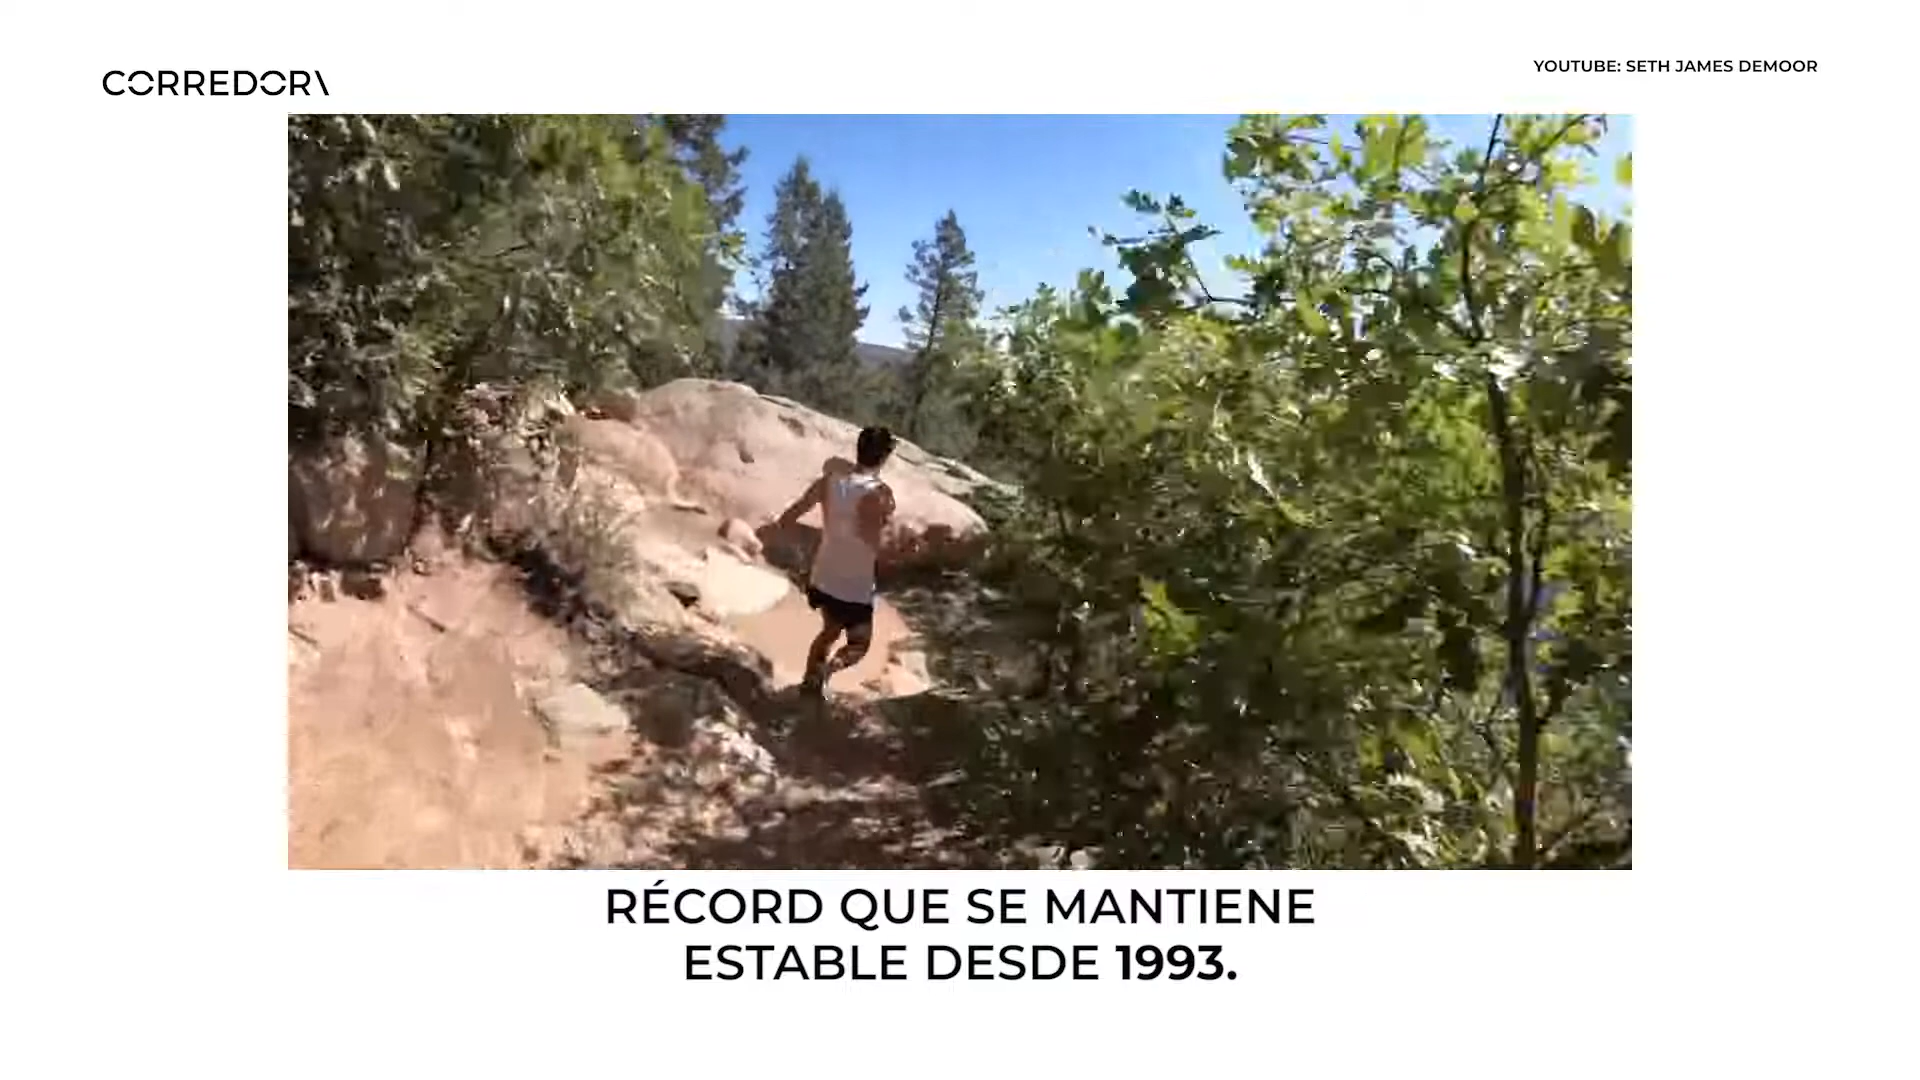 CORREDOR\
YOUTUBE: SETH JAMES DEMOOR
RÉCORD QUE SE MANTIENE
ESTABLE DESDE 1993.